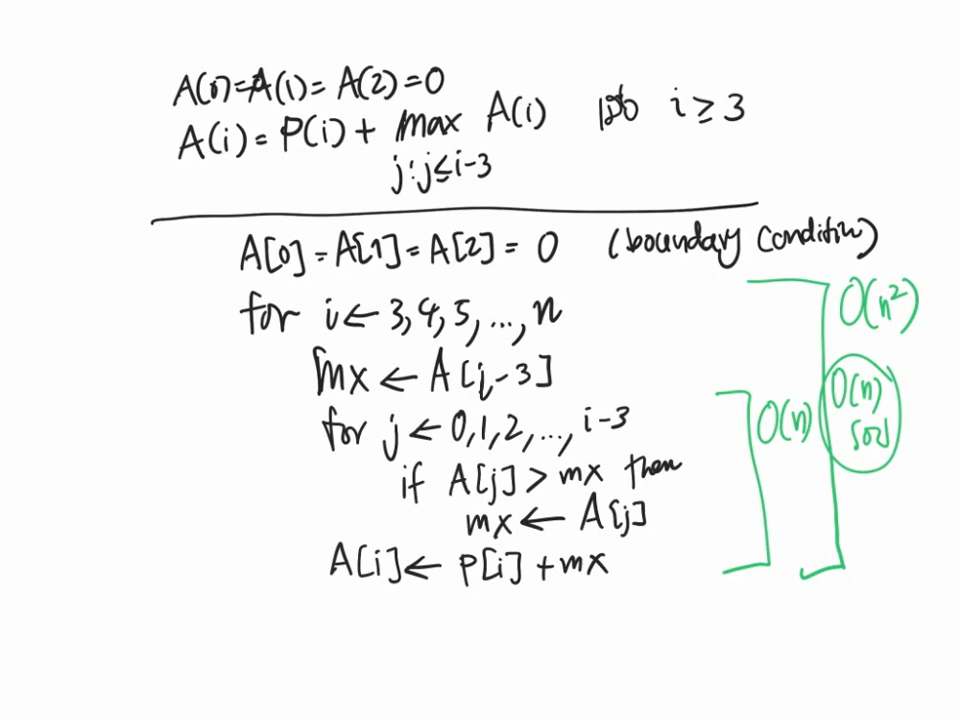 A(0)=A(1)=A(2)=0
A(i)=P(i)+ max A(i) i≥3
j:j≤i-3
A[0]=A[1]=A[2]=0 (boundary condition)
for i←3,4,5,...,n
mx←A[i-3]
for j←0,1,2,...,i-3
if A[j]>mx then
mx←A[j]
A[i]←P[i]+mx
O(n²)
O(n)
O(n)